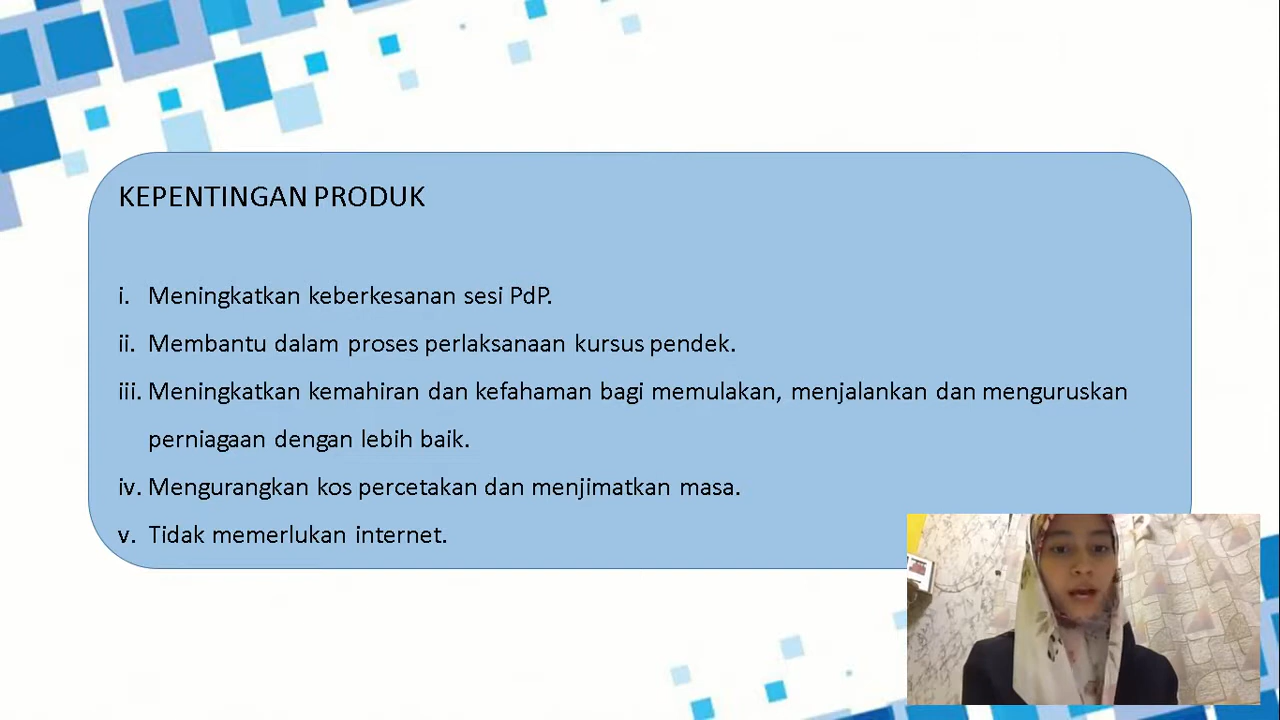 KEPENTINGAN PRODUK
i. Meningkatkan keberkesanan sesi PdP.
ii. Membantu dalam proses perlaksanaan kursus pendek.
iii. Meningkatkan kemahiran dan kefahaman bagi memulakan, menjalankan dan menguruskan
perniagaan dengan lebih baik.
iv. Mengurangkan kos percetakan dan menjimatkan masa.
v. Tidak memerlukan internet.